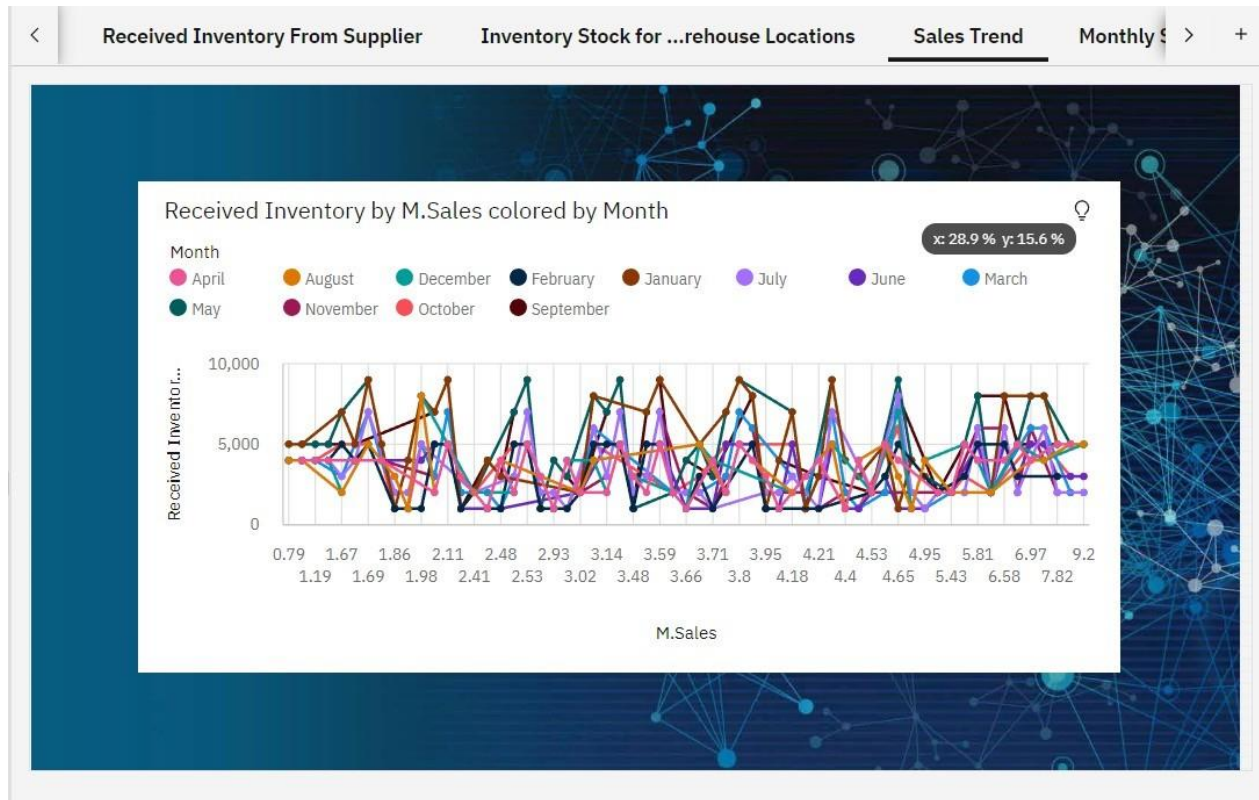 Received Inventory From Supplier Inventory Stock for ...rehouse Locations Sales Trend Monthly S
Received Inventory by M.Sales colored by Month
x: 28.9 % y: 15.6 %
Month
April August December February January July June March
May November October September
Received Inventor...
10,000
5,000
0
0.79 1.67 1.86 2.11 2.48 2.93 3.14 3.59 3.71 3.95 4.21 4.53 4.95 5.81 6.97 9.2
1.19 1.69 1.98 2.41 2.53 3.02 3.48 3.66 3.8 4.18 4.4 4.65 5.43 6.58 7.82
M.Sales